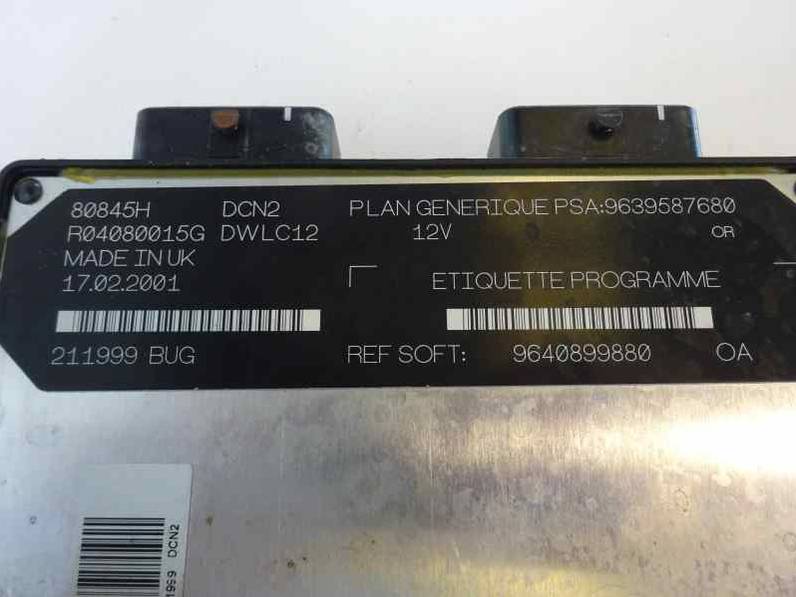 80845H DCN2 PLAN GENERIQUE PSA:9639587680
R04080015G DWLC12 12V OR
MADE IN UK
17.02.2001 ETIQUETTE PROGRAMME
211999 BUG REF SOFT: 9640899880 OA
1999 DCN2